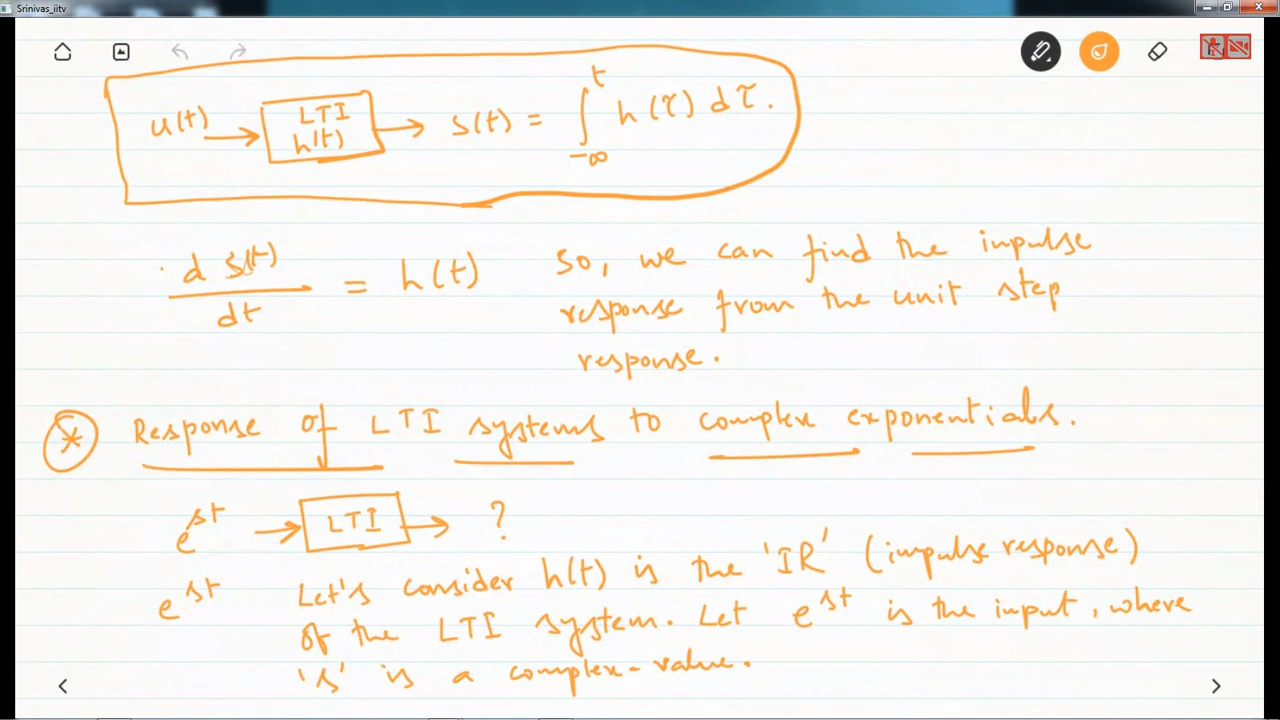 Srinivas_iitv
u(t) → LTI h(t) → s(t) = ∫_{-∞}^{t} h(τ) dτ.
d s(t)/dt = h(t) So, we can find the impulse
response from the unit step
response.
* Response of LTI systems to complex exponentials.
e^{st} → LTI → ?
e^{st} Let's consider h(t) is the 'IR' (impulse response)
of the LTI system. Let e^{st} is the input, where
's' is a complex-value.